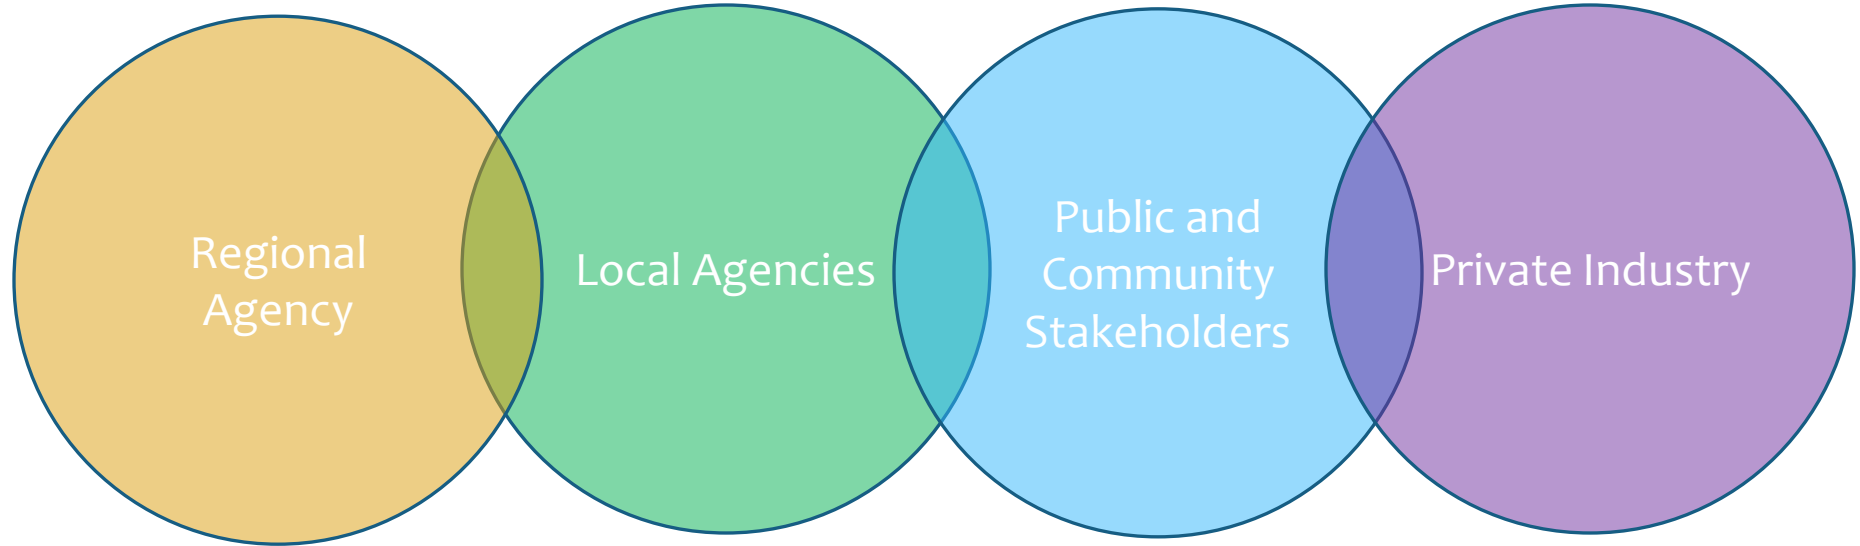 Regional
Agency
Local Agencies
Public and
Community
Stakeholders
Private Industry